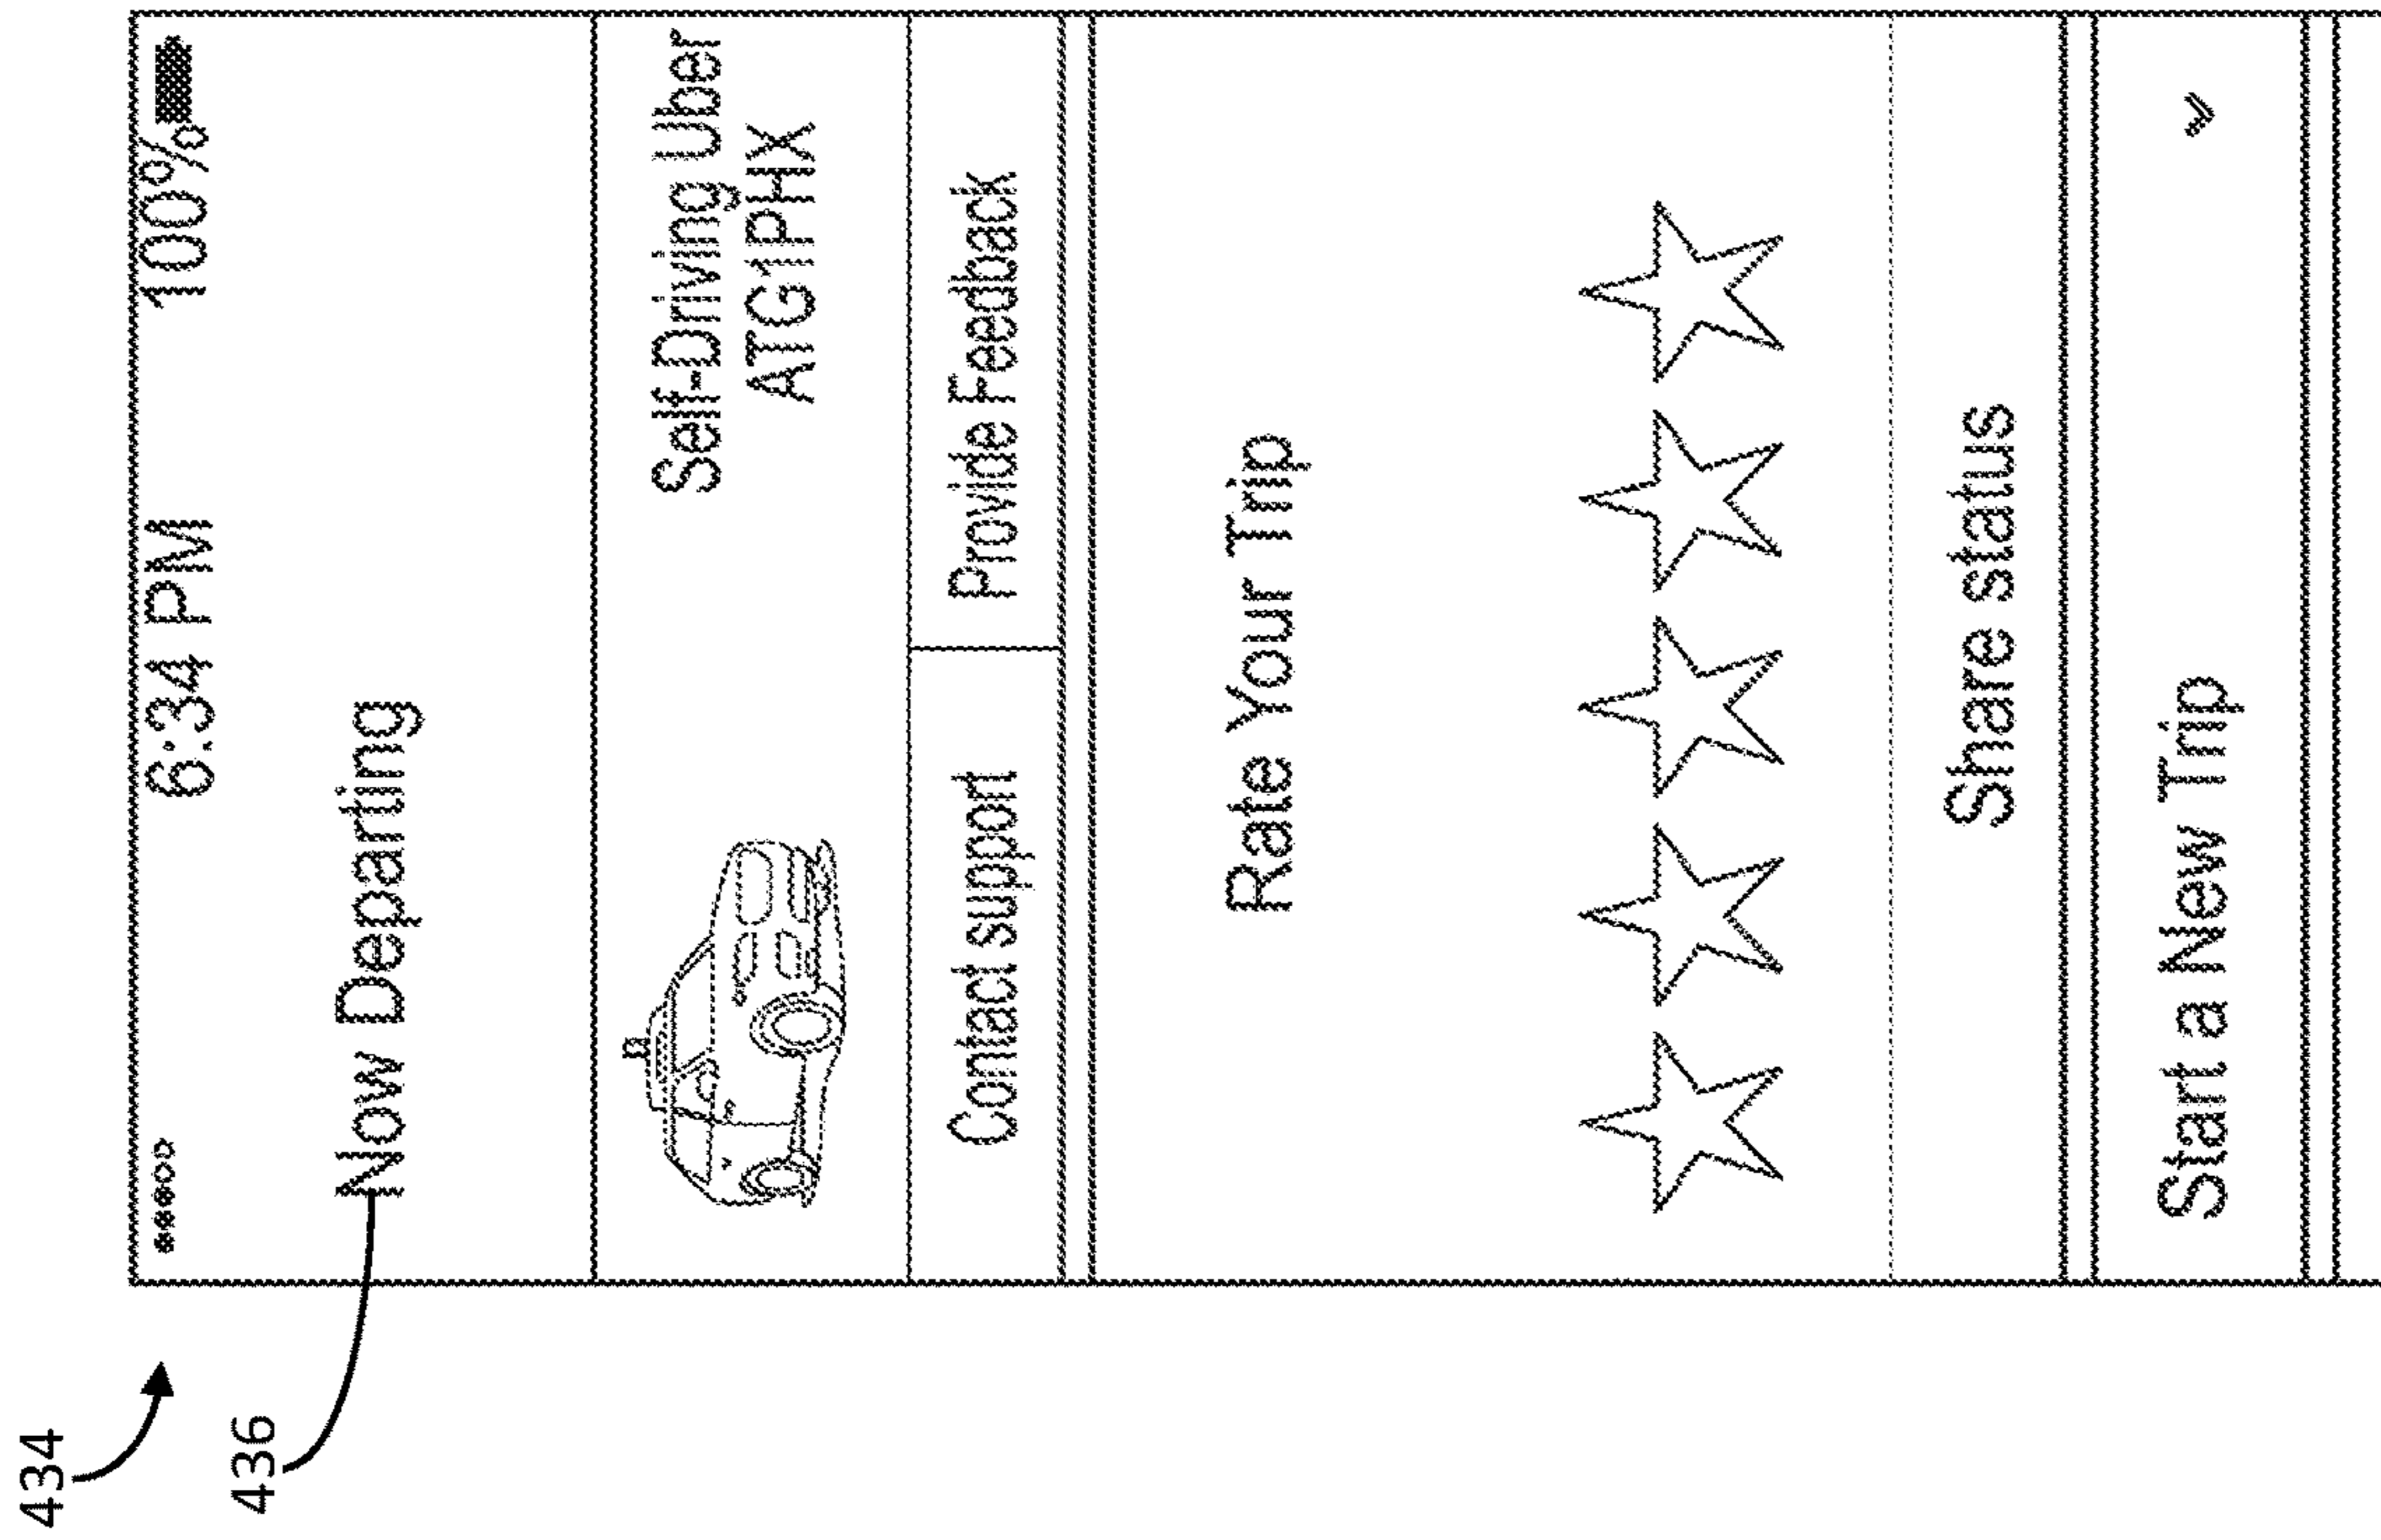 434
436
6:34 PM 100%
Now Departing
Self-Driving Uber
ATG1PHX
Contact support Provide Feedback
Rate Your Trip
Share status
Start a New Trip